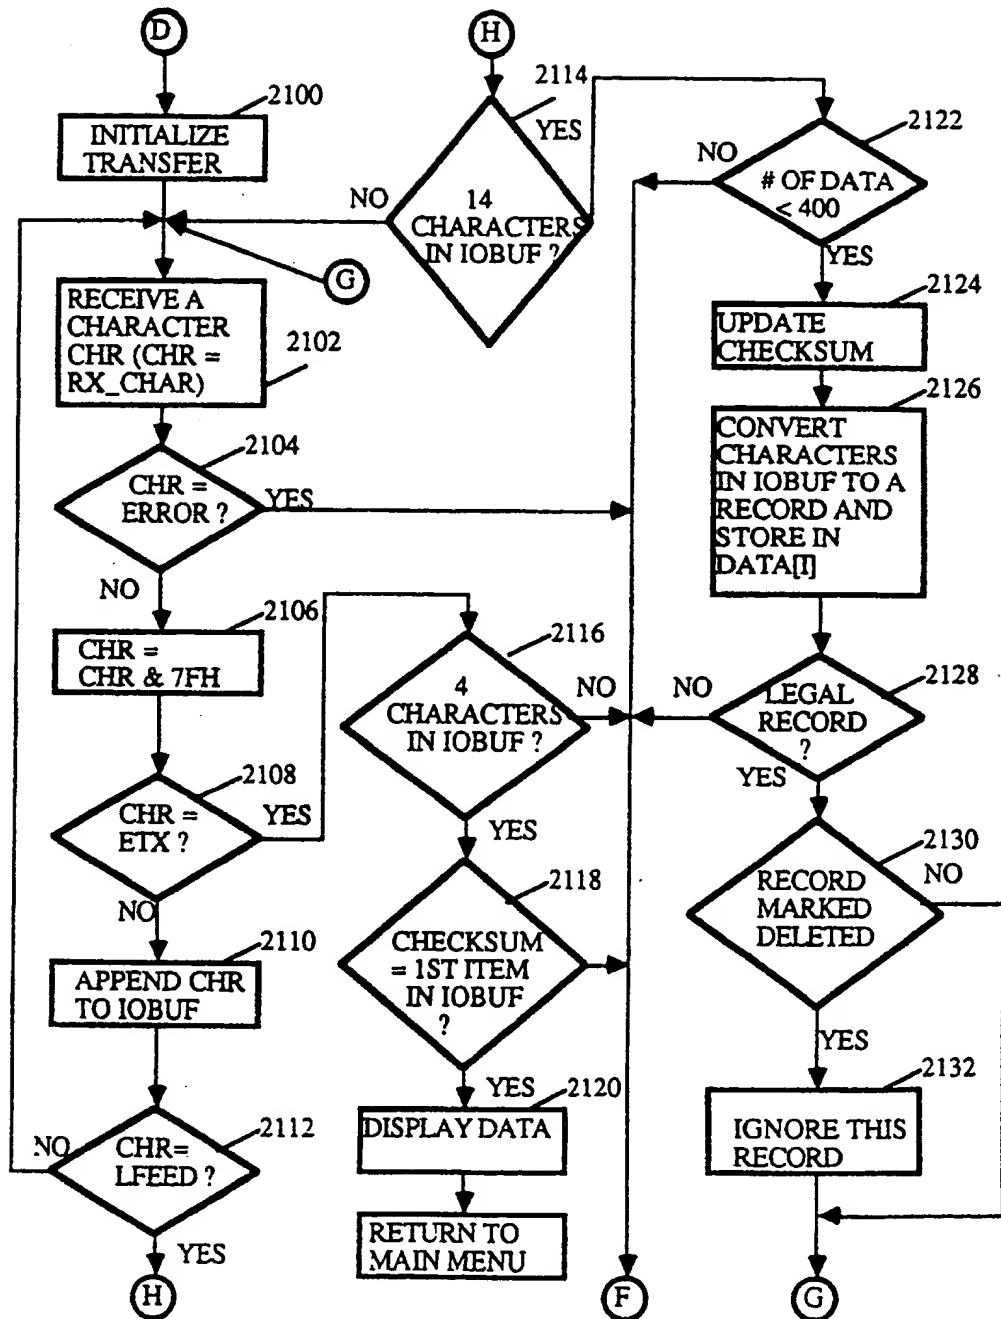 D
2100
INITIALIZE
TRANSFER
G
RECEIVE A
CHARACTER
CHR (CHR =
RX_CHAR)
2102
2104
CHR =
ERROR ?
YES
NO
2106
CHR =
CHR & 7FH
2108
CHR =
ETX ?
YES
NO
2110
APPEND CHR
TO IOBUF
2112
CHR=
LFEED ?
NO
YES
H
H
2114
YES
NO
14
CHARACTERS
IN IOBUF ?
2116
4
CHARACTERS
IN IOBUF ?
NO
YES
2118
CHECKSUM
= 1ST ITEM
IN IOBUF
?
YES
2120
DISPLAY DATA
RETURN TO
MAIN MENU
F
2122
NO
# OF DATA
< 400
YES
2124
UPDATE
CHECKSUM
2126
CONVERT
CHARACTERS
IN IOBUF TO A
RECORD AND
STORE IN
DATA[I]
2128
NO
LEGAL
RECORD
?
YES
2130
NO
RECORD
MARKED
DELETED
YES
2132
IGNORE THIS
RECORD
G